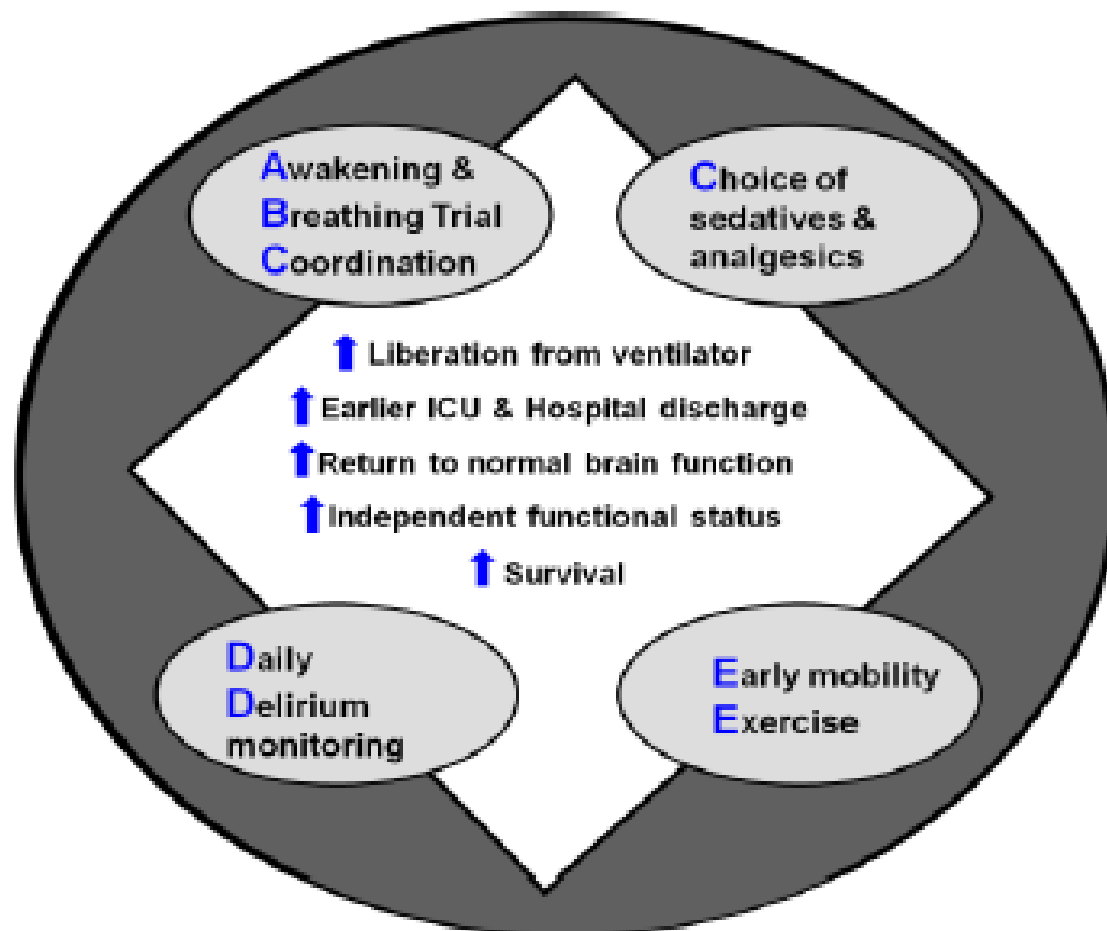 Awakening &
Breathing Trial
Coordination
Choice of
sedatives &
analgesics
Liberation from ventilator
Earlier ICU & Hospital discharge
Return to normal brain function
Independent functional status
Survival
Daily
Delirium
monitoring
Early mobility
Exercise